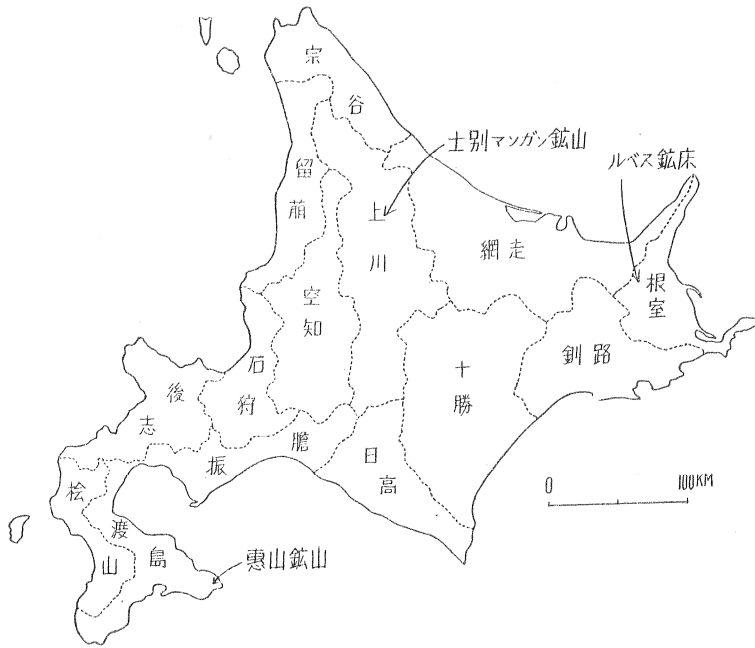 宗谷
士別マンガン鉱山
ルベス鉱床
留萠
上川
網走
根室
空知
釧路
石狩
十勝
後志
胆振
日高
桧山
渡島
恵山鉱山
0 100KM